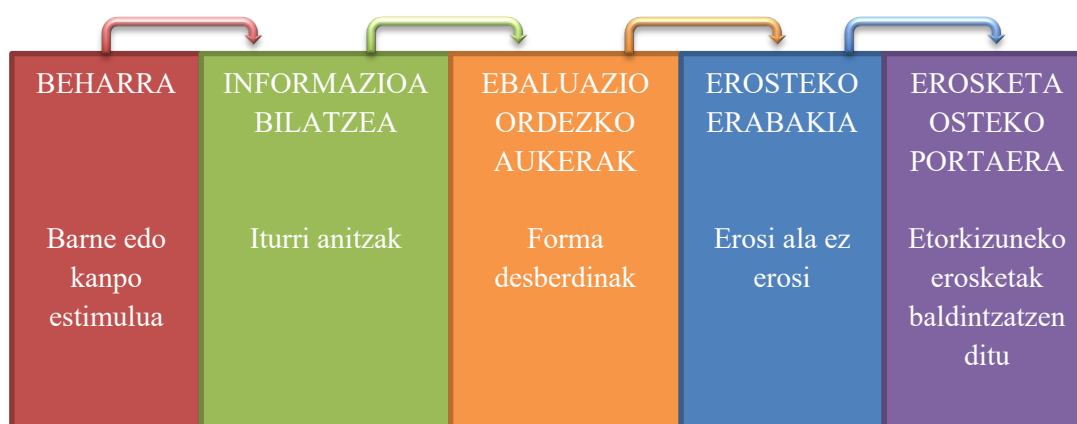 BEHARRA
Barne edo
kanpo
estimulua
INFORMAZIOA
BILATZEA
Iturri anitzak
EBALUAZIO
ORDEZKO
AUKERAK
Forma
desberdinak
EROSTEKO
ERABAKIA
Erosi ala ez
erosi
EROSKETA
OSTEKO
PORTAERA
Etorkizuneko
erosketak
baldintzatzen
ditu